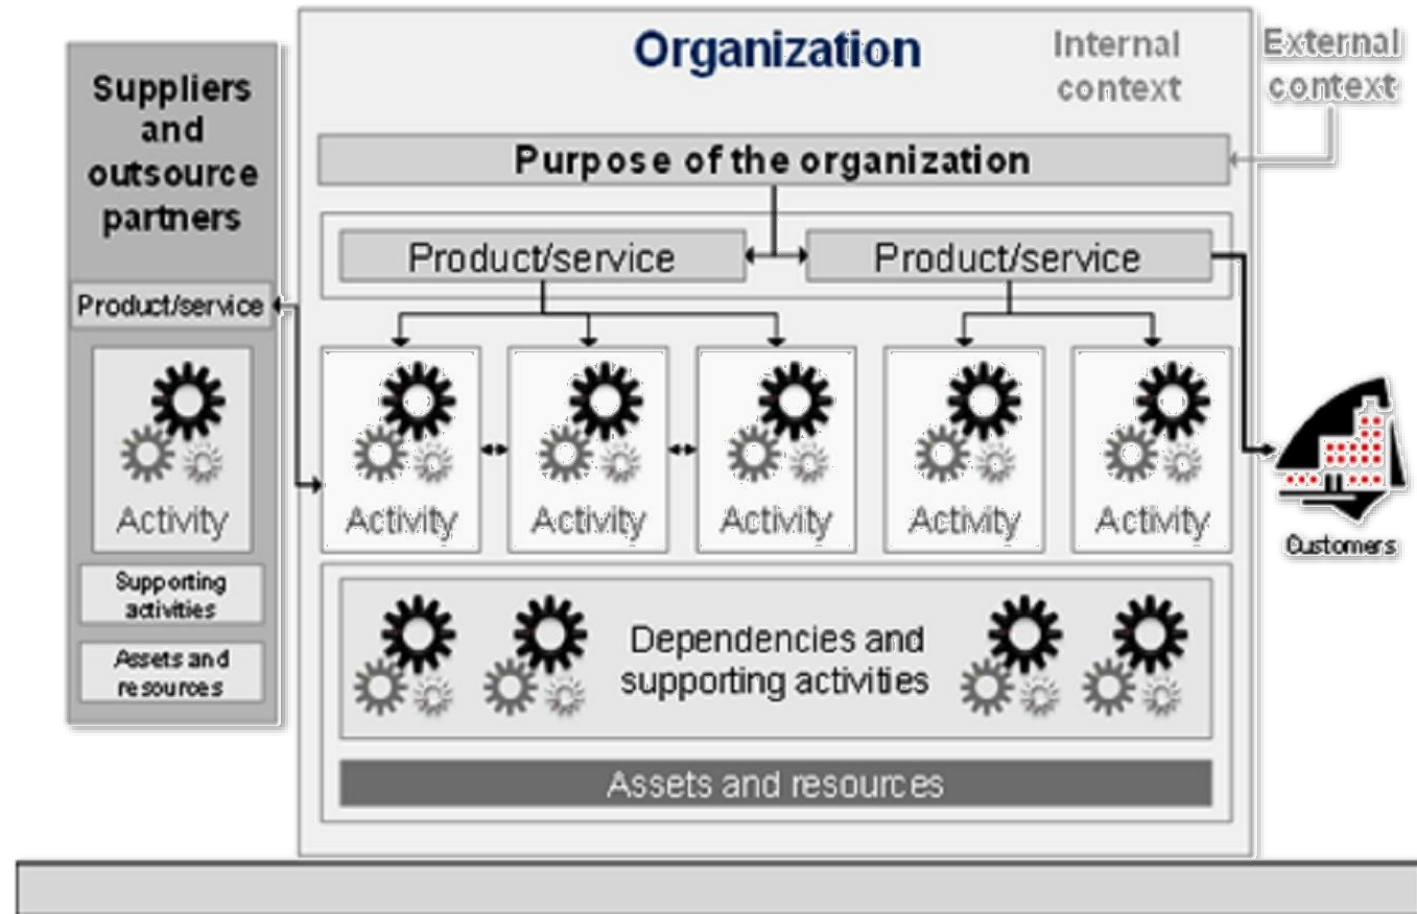 Organization
Internal
context
External
context
Suppliers
and
outsource
partners
Purpose of the organization
Product/service
Product/service
Product/service
Activity
Activity
Activity
Activity
Activity
Activity
Customers
Supporting
activities
Assets and
resources
Dependencies and
supporting activities
Assets and resources